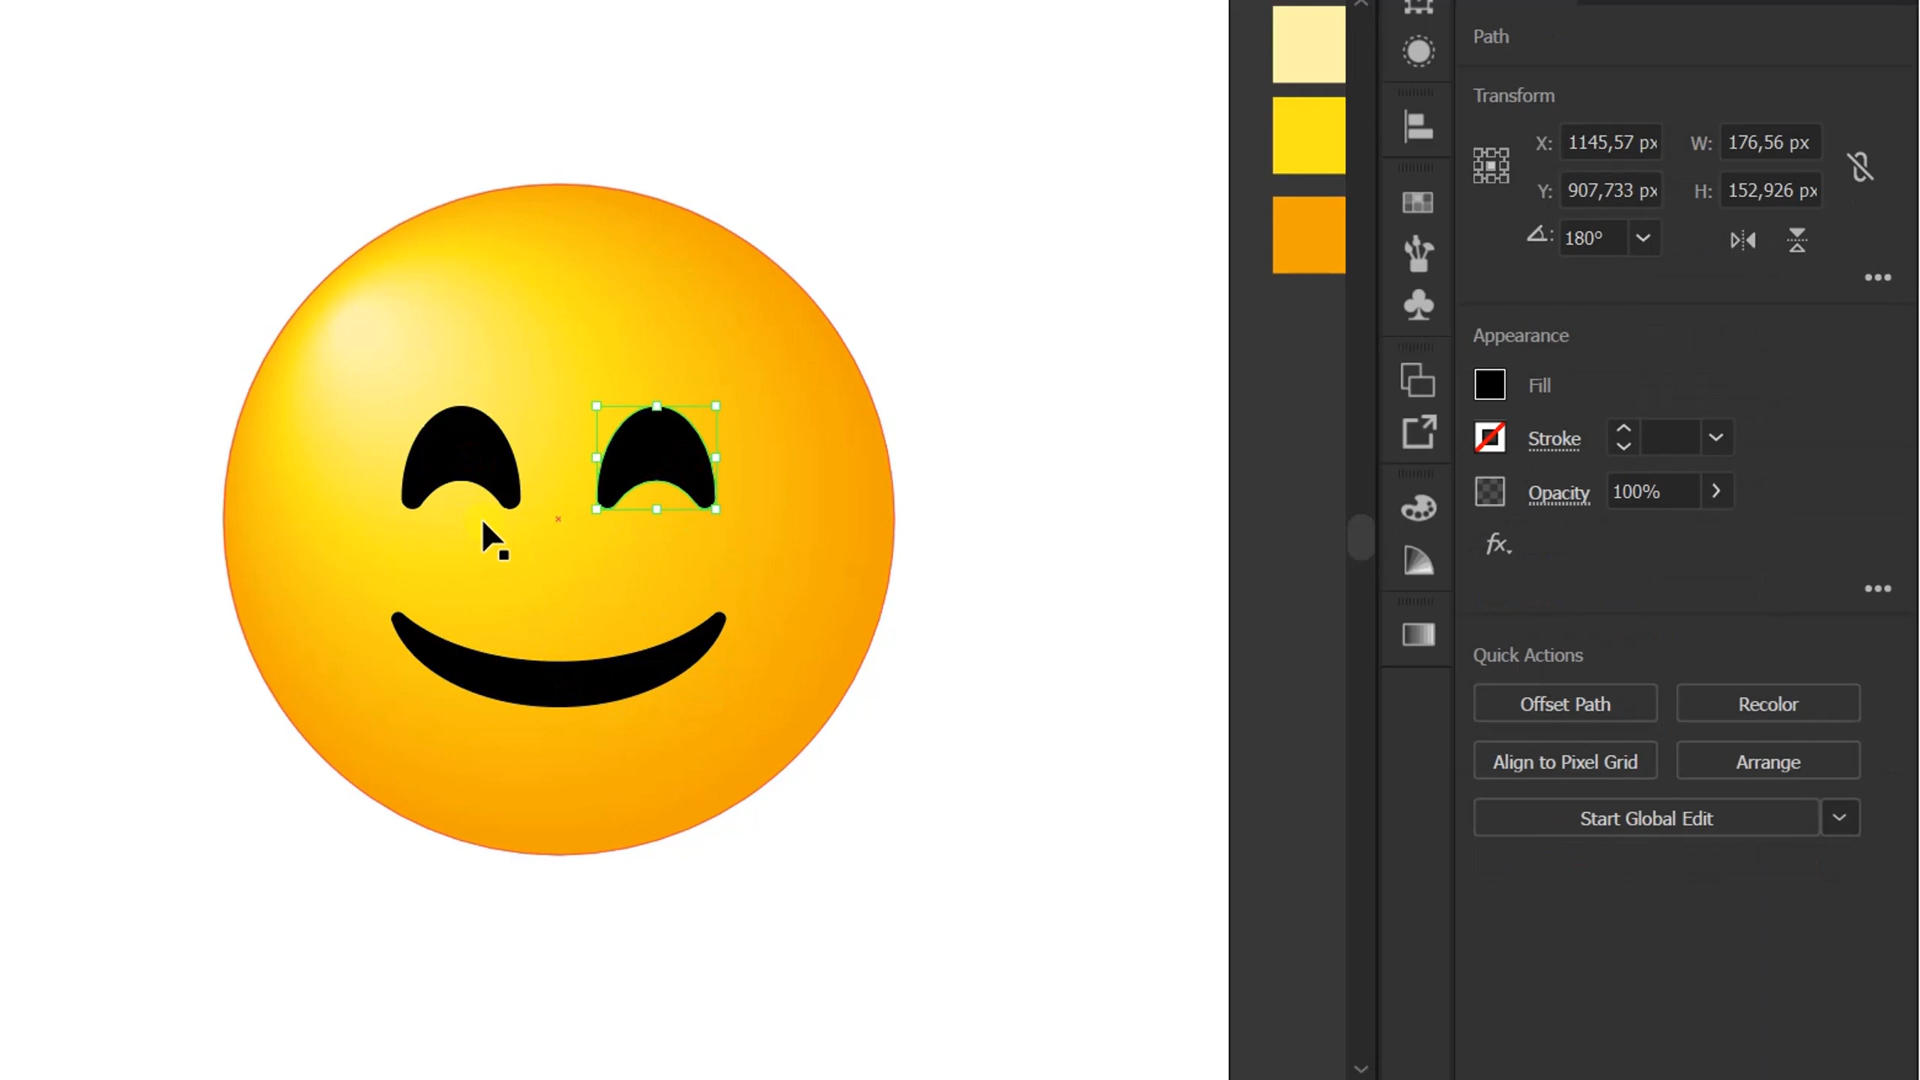 Path
Transform
X: 1145,57 px W: 176,56 px
Y: 907,733 px H: 152,926 px
: 180°
Appearance
Fill
Stroke
Opacity 100%
fx.
Quick Actions
Offset Path Recolor
Align to Pixel Grid Arrange
Start Global Edit